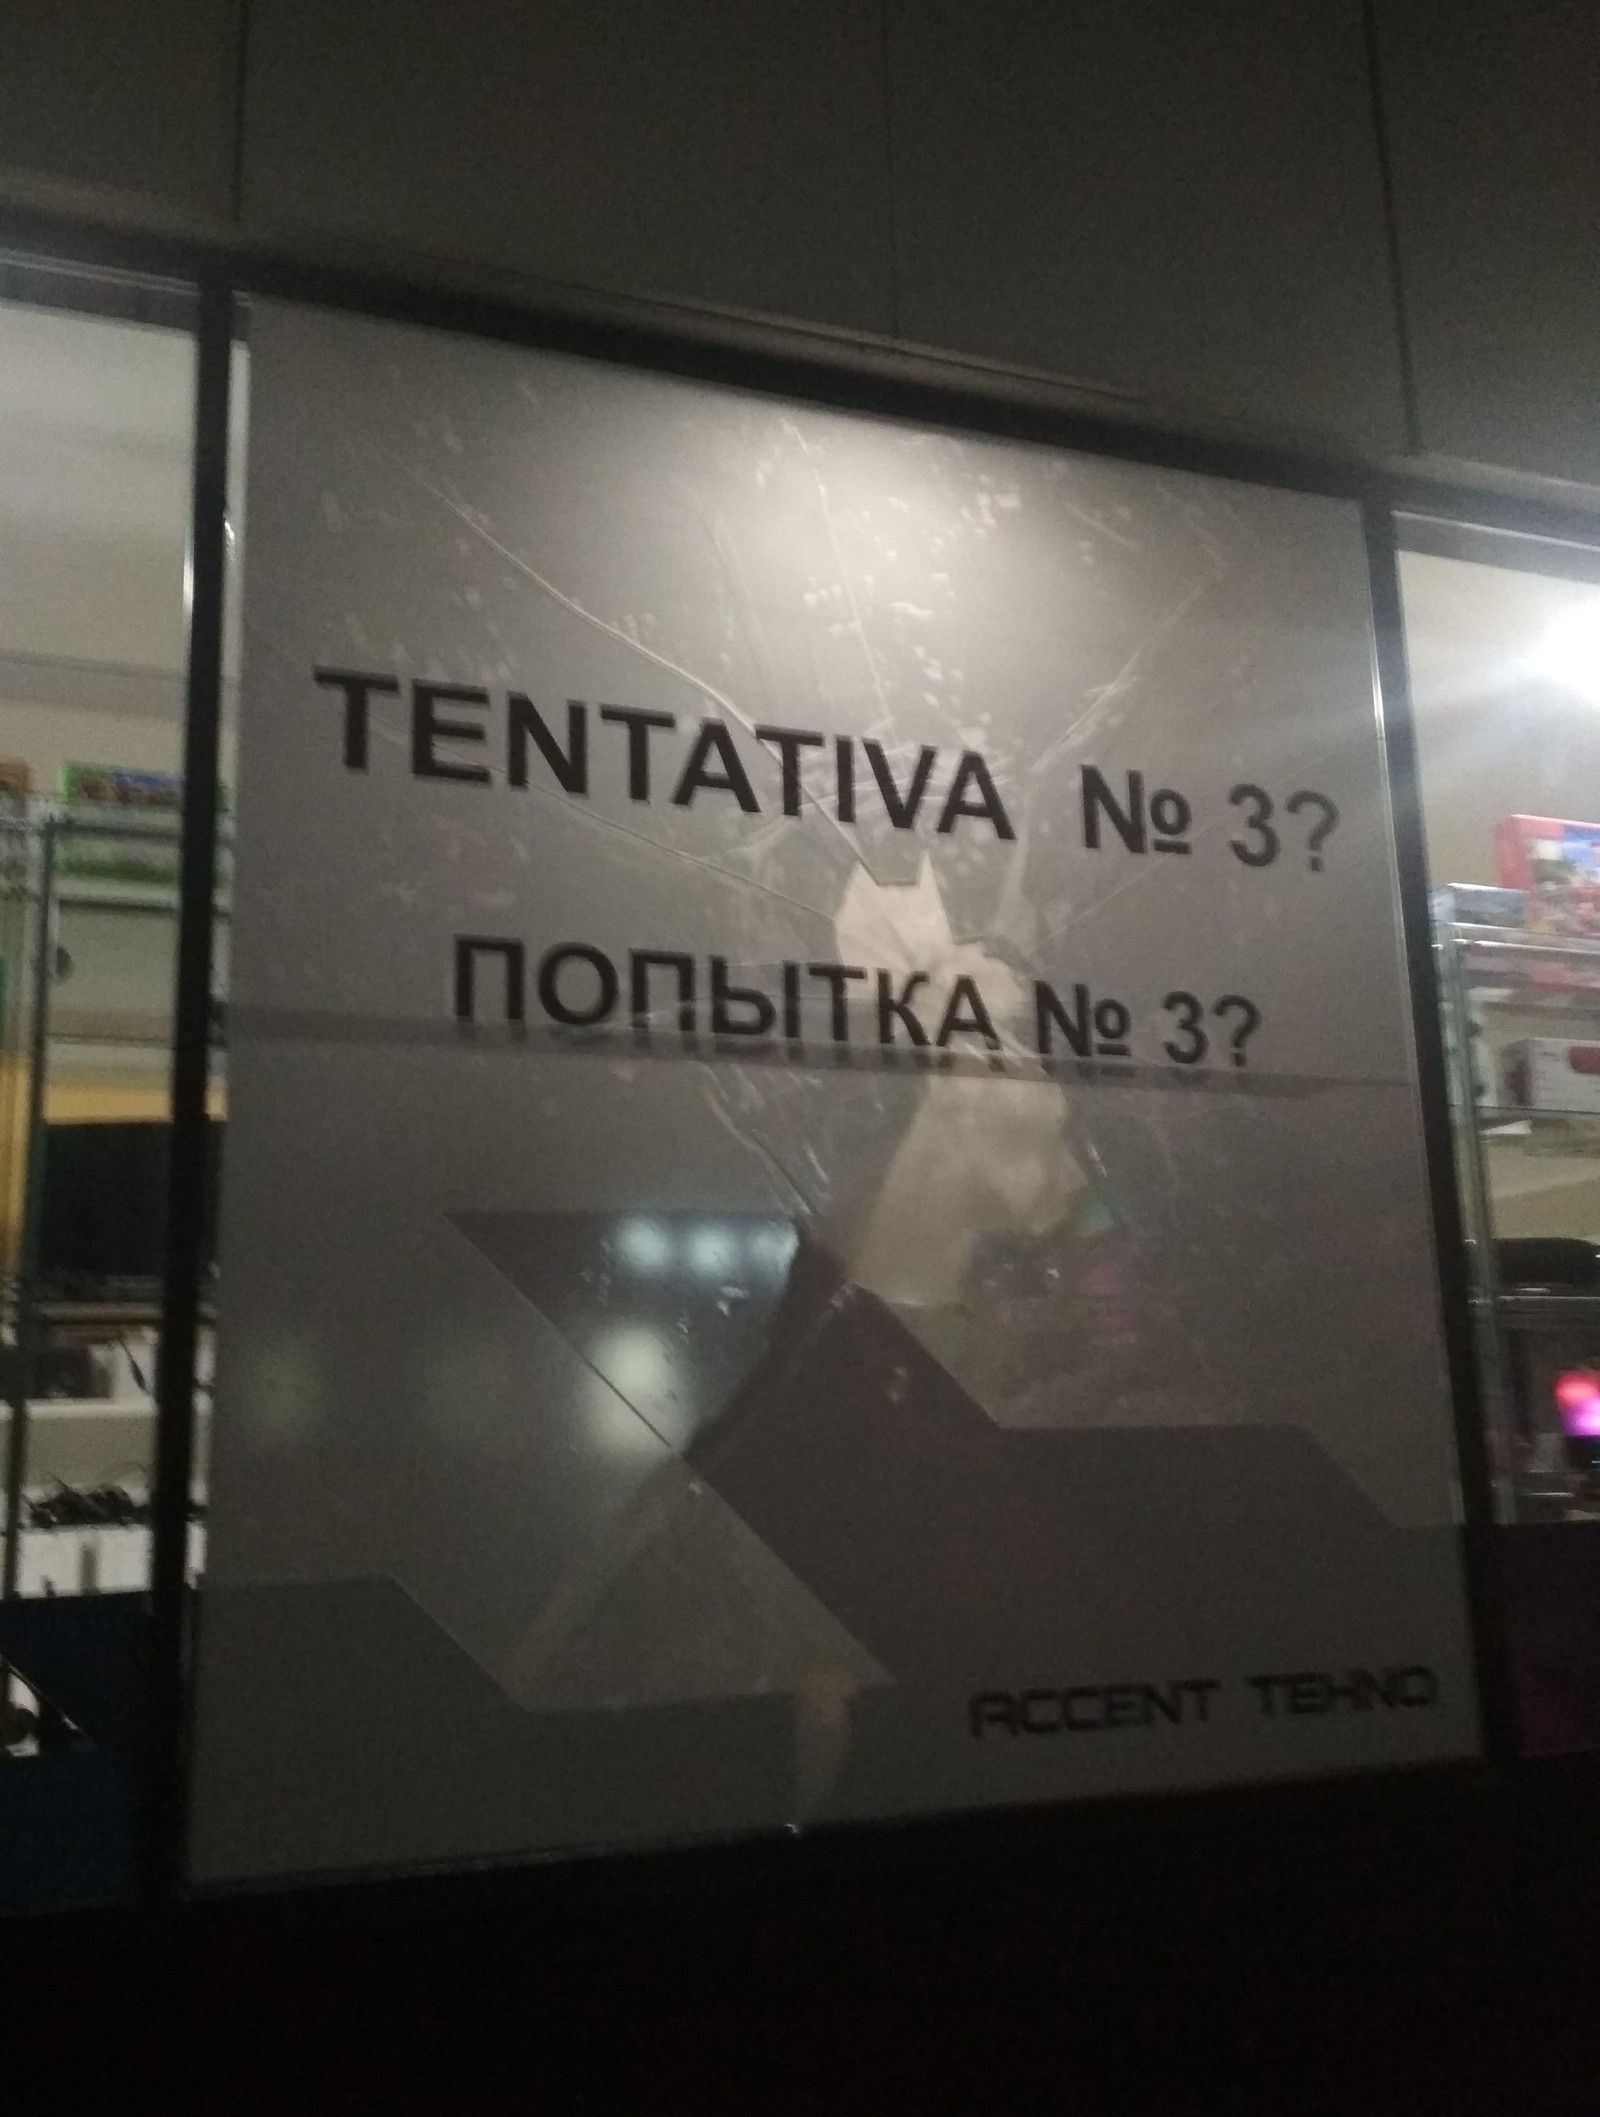 TENTATIVA № 3?
ПОПЫТКА № 3?
ACCENT TEHNO